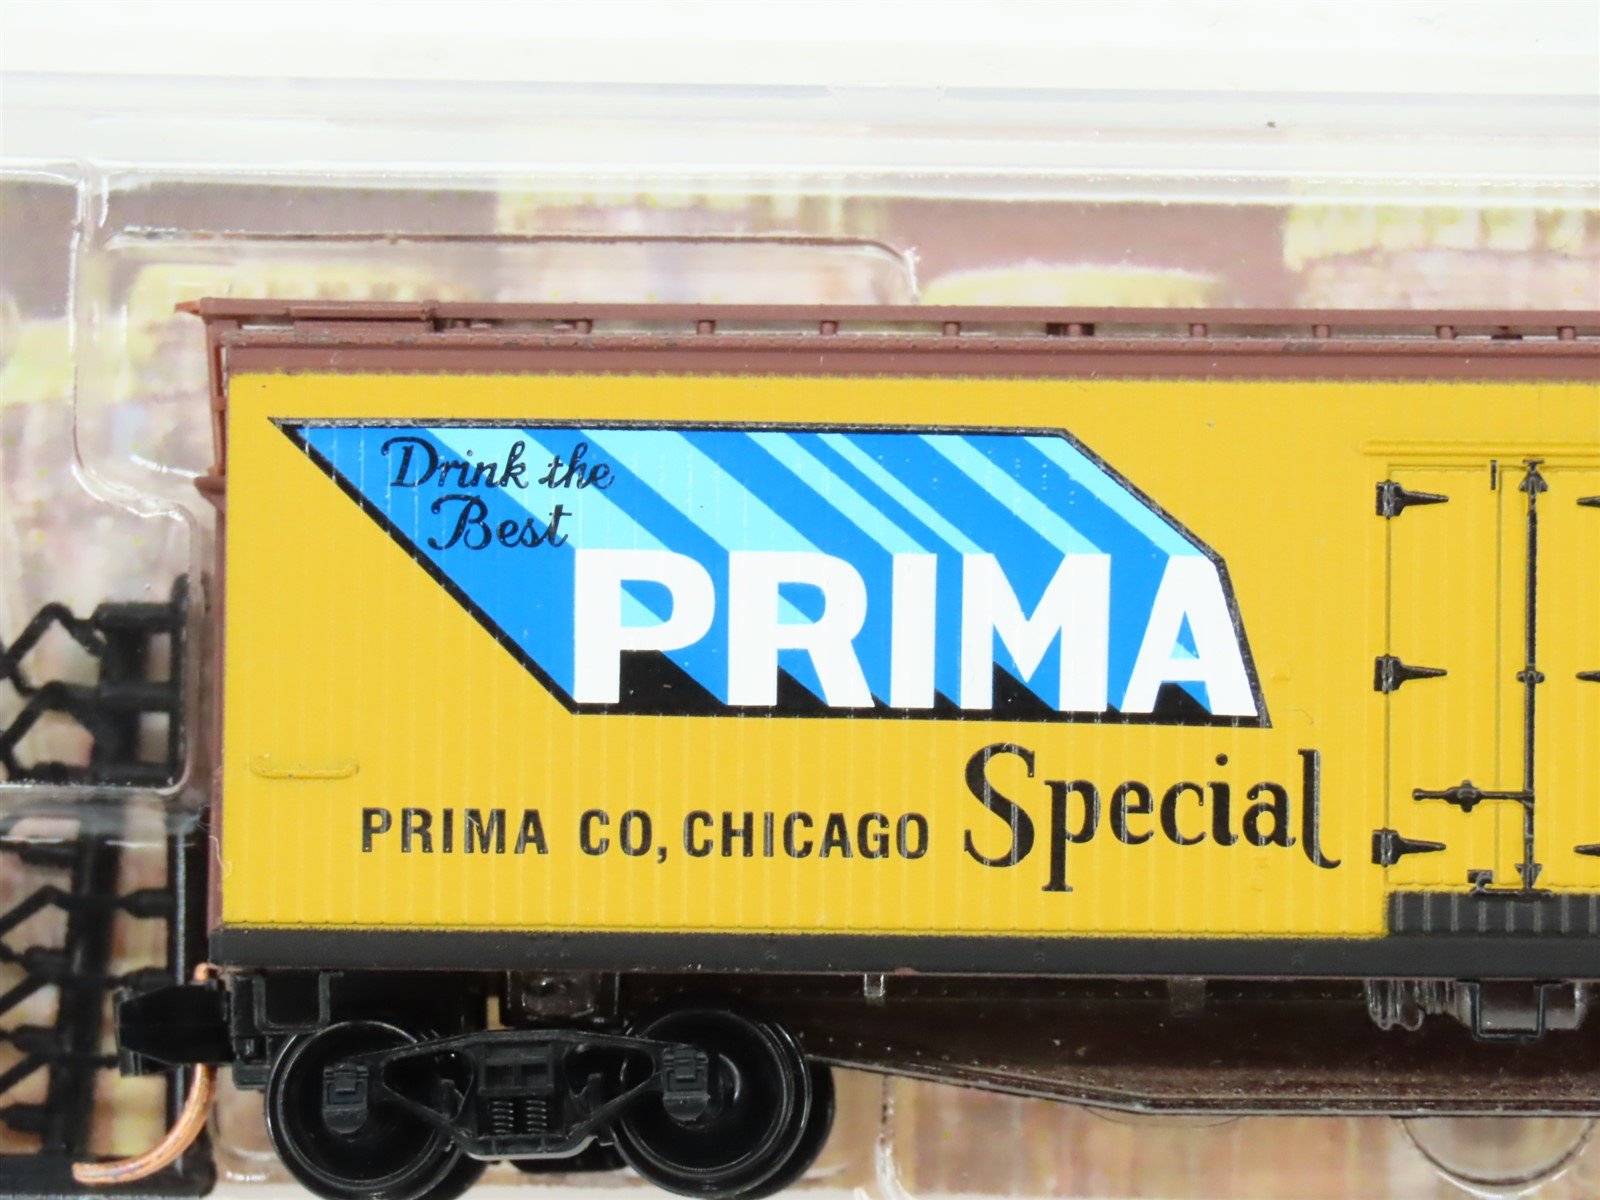 Drink the
Best
PRIMA
Special
PRIMA CO, CHICAGO